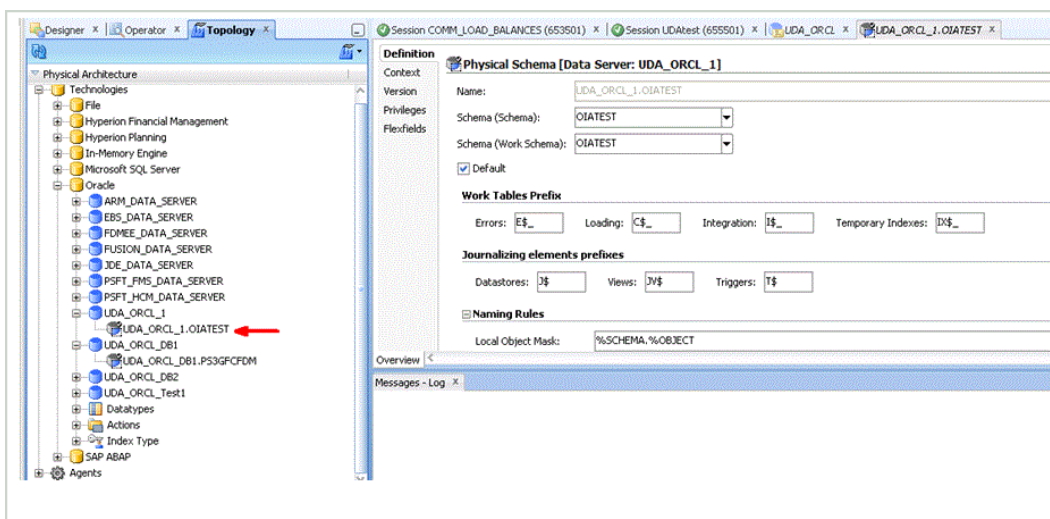 Designer x Operator x Topology x
Physical Architecture
Technologies
File
Hyperion Financial Management
Hyperion Planning
In-Memory Engine
Microsoft SQL Server
Oracle
ARM_DATA_SERVER
EBS_DATA_SERVER
FDMEE_DATA_SERVER
FUSION_DATA_SERVER
JDE_DATA_SERVER
PSFT_FMS_DATA_SERVER
PSFT_HCM_DATA_SERVER
UDA_ORCL_1
UDA_ORCL_1.OIATEST
UDA_ORCL_DB1
UDA_ORCL_DB1.PS3GFCFDM
UDA_ORCL_DB2
UDA_ORCL_Test1
Datatypes
Actions
Index Type
SAP ABAP
Agents
Session COMM_LOAD_BALANCES (653501) x Session UDAtest (655501) x UDA_ORCL x UDA_ORCL_1.OIATEST x
Definition
Context
Version
Privileges
Flexfields
Physical Schema [Data Server: UDA_ORCL_1]
Name: UDA_ORCL_1.OIATEST
Schema (Schema): OIATEST
Schema (Work Schema): OIATEST
Default
Work Tables Prefix
Errors: E$_ Loading: C$_ Integration: I$_ Temporary Indexes: IX$_
Journalizing elements prefixes
Datastores: J$ Views: JV$ Triggers: T$
Naming Rules
Local Object Mask: %SCHEMA.%OBJECT
Overview
Messages - Log x